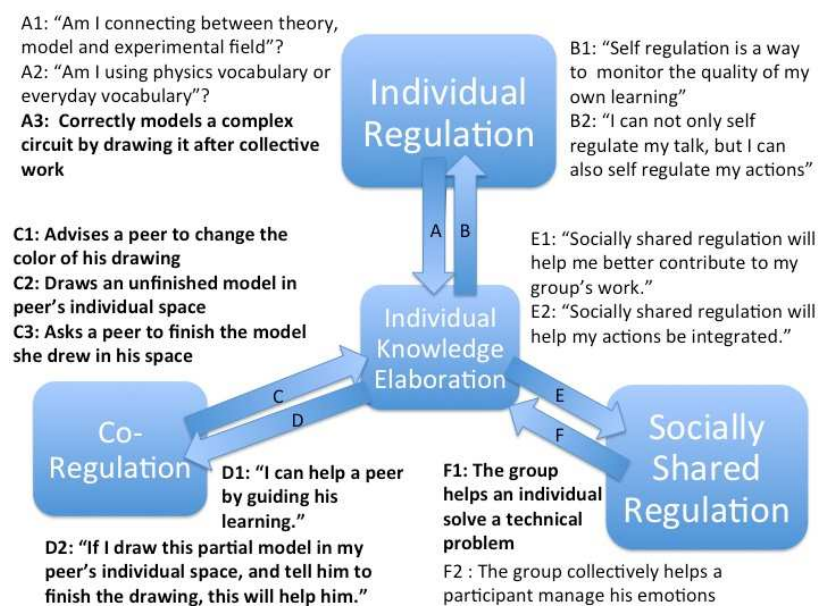 A1: “Am I connecting between theory,
model and experimental field”?
A2: “Am I using physics vocabulary or
everyday vocabulary”?
A3:  Correctly models a complex
circuit by drawing it after collective
work
Individual
Regulation
B1: “Self regulation is a way
to  monitor the quality of my
own learning”
B2: “I can not only self
regulate my talk, but I can
also self regulate my actions”
A
B
C1: Advises a peer to change the
color of his drawing
C2: Draws an unfinished model in
peer’s individual space
C3: Asks a peer to finish the model
she drew in his space
Individual
Knowledge
Elaboration
E1: “Socially shared regulation will
help me better contribute to my
group’s work.”
E2: “Socially shared regulation will
help my actions be integrated.”
C
D
E
F
Co-
Regulation
Socially
Shared
Regulation
D1: “I can help a peer
by guiding his
learning.”
D2: “If I draw this partial model in my
peer’s individual space, and tell him to
finish the drawing, this will help him.”
F1: The group
helps an individual
solve a technical
problem
F2 : The group collectively helps a
participant manage his emotions